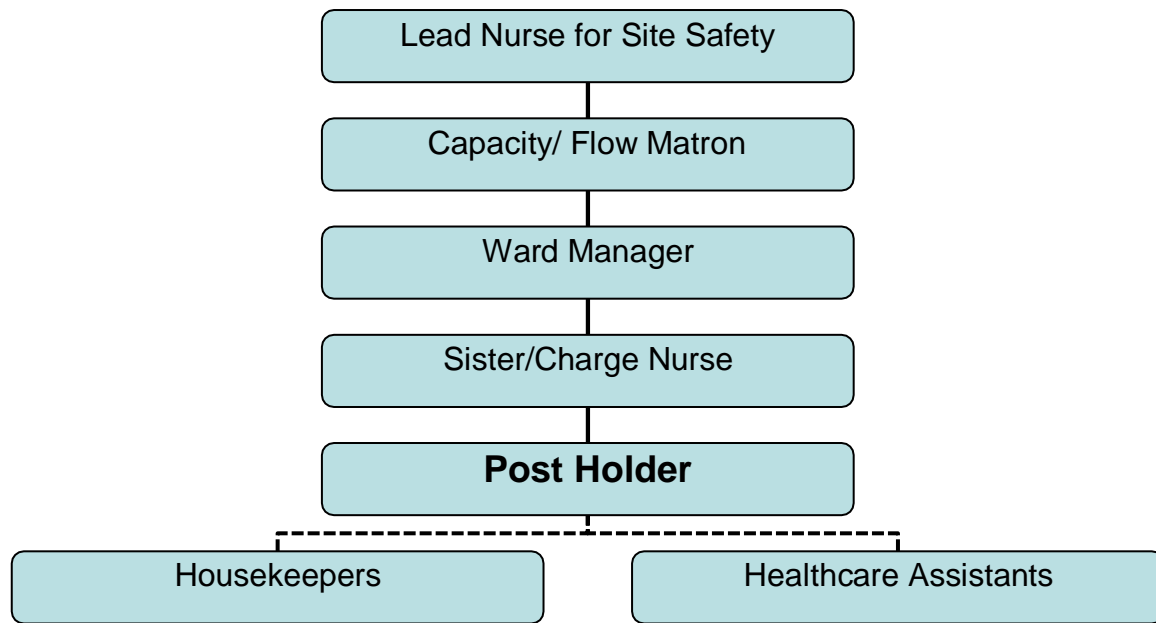 Lead Nurse for Site Safety
Capacity/ Flow Matron
Ward Manager
Sister/Charge Nurse
Post Holder
Housekeepers
Healthcare Assistants